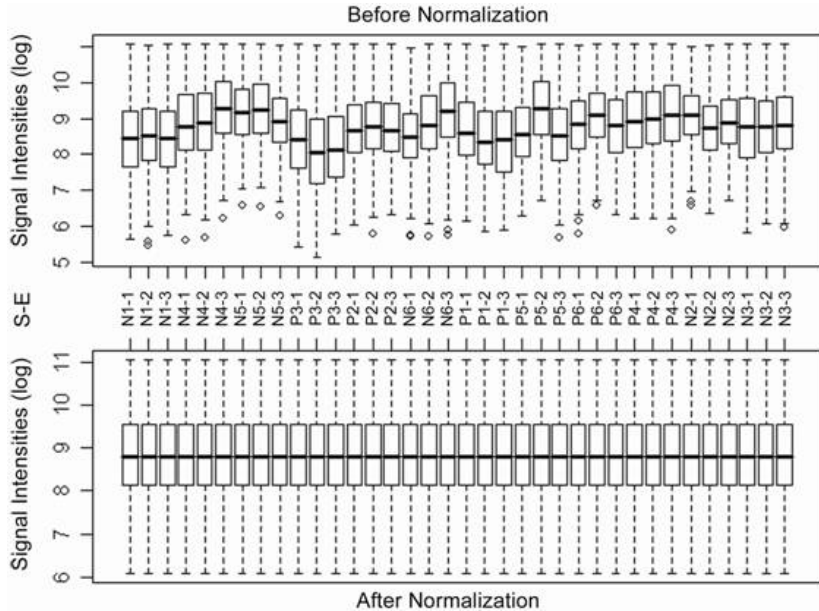 Before Normalization
Signal Intensities (log)
5 6 7 8 9 10
S-E
N1-1 N1-2 N1-3 N4-1 N4-2 N4-3 N5-1 N5-2 N5-3 P3-1 P3-2 P3-3 P2-1 P2-2 P2-3 N6-1 N6-2 N6-3 P1-1 P1-2 P1-3 P5-1 P5-2 P5-3 P6-1 P6-2 P6-3 P4-1 P4-2 P4-3 N2-1 N2-2 N2-3 N3-1 N3-2 N3-3
Signal Intensities (log)
6 7 8 9 10 11
After Normalization